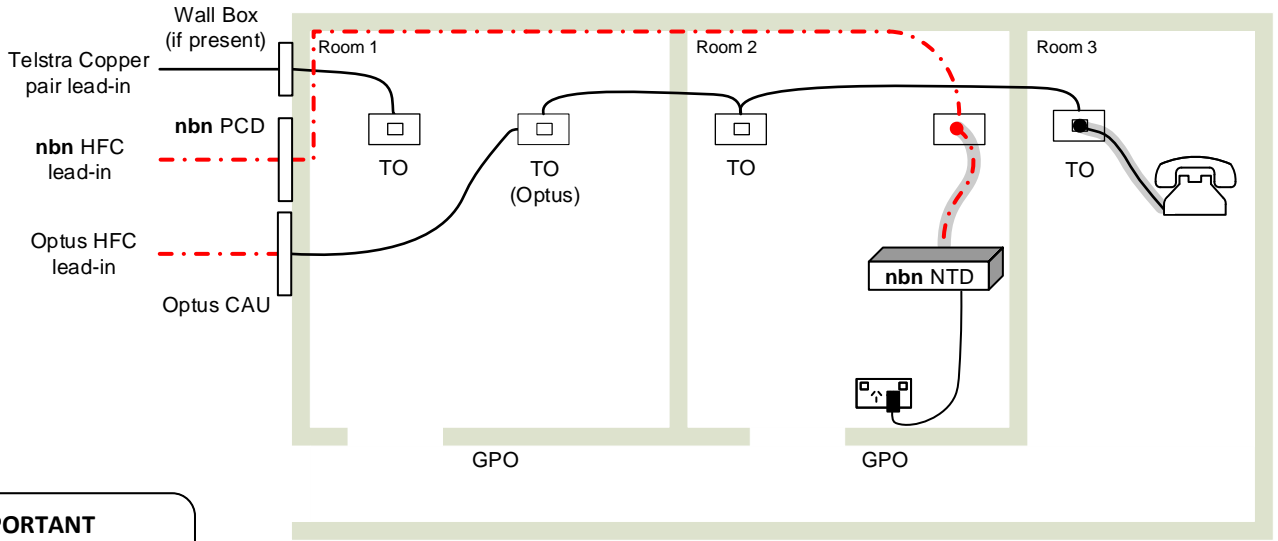 Wall Box
(if present)
Telstra Copper
pair lead-in
nbn PCD
nbn HFC
lead-in
Optus HFC
lead-in
Optus CAU
Room 1
Room 2
Room 3
TO
TO
(Optus)
TO
TO
nbn NTD
GPO
GPO
PORTANT